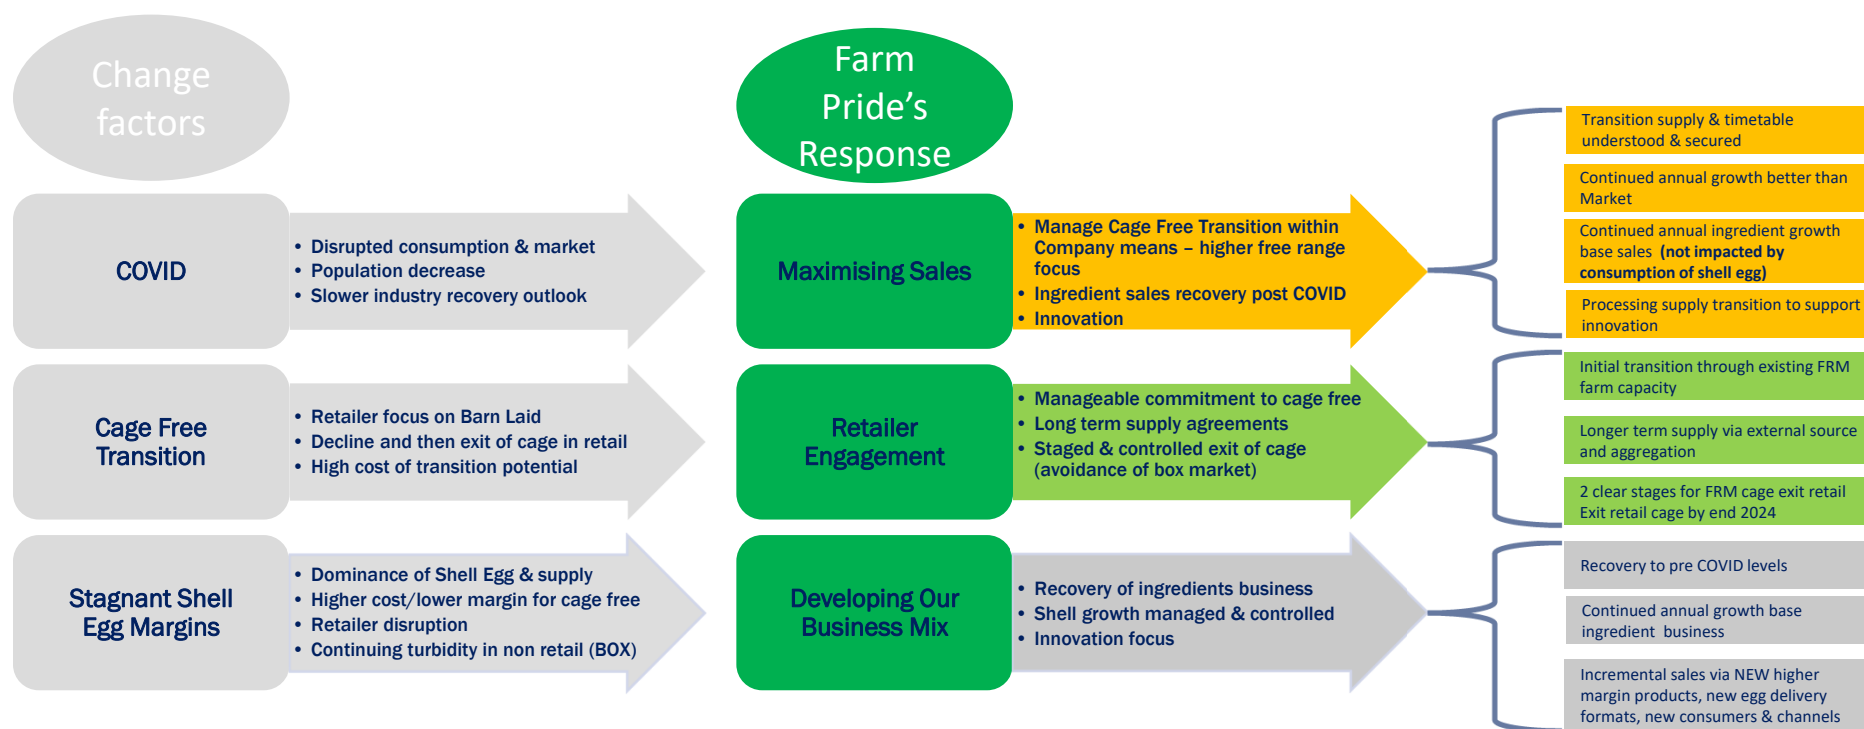 Change
factors
Farm
Pride's
Response
COVID
• Disrupted consumption & market
• Population decrease
• Slower industry recovery outlook
Maximising Sales
• Manage Cage Free Transition within
Company means – higher free range
focus
• Ingredient sales recovery post COVID
• Innovation
Transition supply & timetable
understood & secured
Continued annual growth better than
Market
Continued annual ingredient growth
base sales (not impacted by
consumption of shell egg)
Processing supply transition to support
innovation
Cage Free
Transition
• Retailer focus on Barn Laid
• Decline and then exit of cage in retail
• High cost of transition potential
Retailer
Engagement
• Manageable commitment to cage free
• Long term supply agreements
• Staged & controlled exit of cage
(avoidance of box market)
Initial transition through existing FRM
farm capacity
Longer term supply via external source
and aggregation
2 clear stages for FRM cage exit retail
Exit retail cage by end 2024
Stagnant Shell
Egg Margins
• Dominance of Shell Egg & supply
• Higher cost/lower margin for cage free
• Retailer disruption
• Continuing turbidity in non retail (BOX)
Developing Our
Business Mix
• Recovery of ingredients business
• Shell growth managed & controlled
• Innovation focus
Recovery to pre COVID levels
Continued annual growth base
ingredient business
Incremental sales via NEW higher
margin products, new egg delivery
formats, new consumers & channels